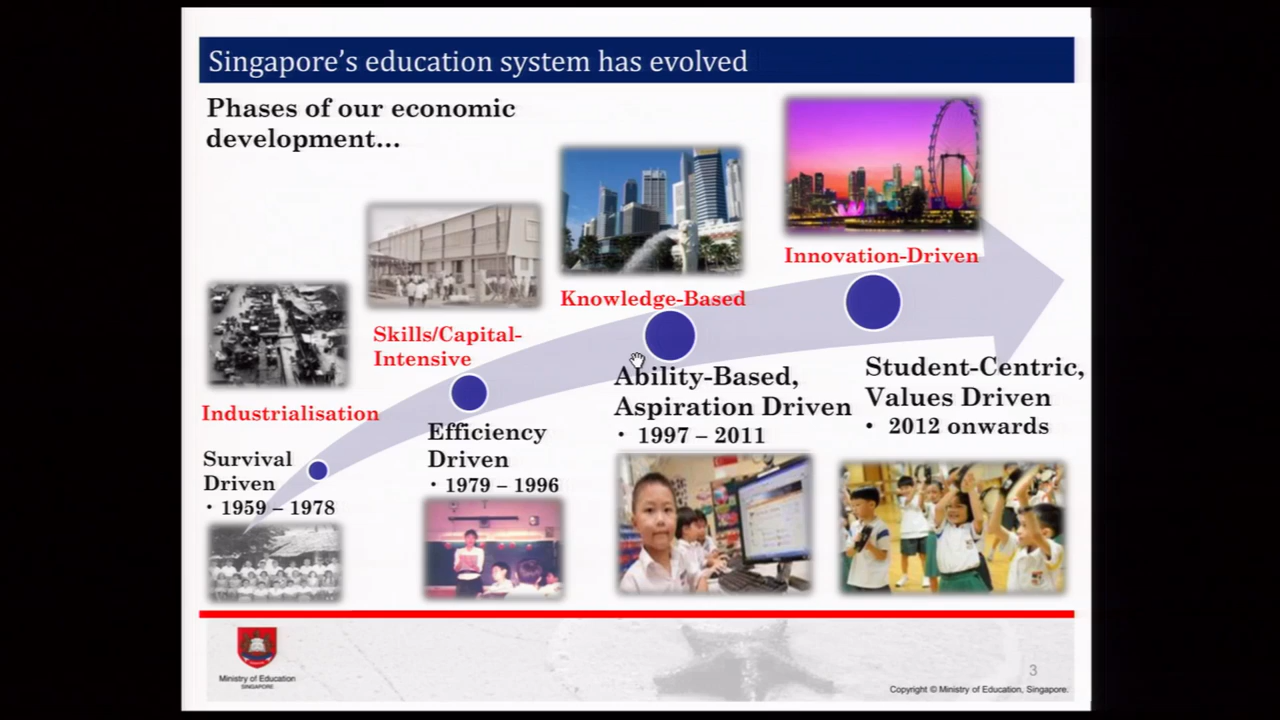 Singapore's education system has evolved
Phases of our economic
development...
Innovation-Driven
Knowledge-Based
Skills/Capital-
Intensive
Industrialisation
Survival
Driven
• 1959 – 1978
Efficiency
Driven
• 1979 – 1996
Ability-Based,
Aspiration Driven
• 1997 – 2011
Student-Centric,
Values Driven
• 2012 onwards
Ministry of Education
SINGAPORE
3
Copyright © Ministry of Education, Singapore.